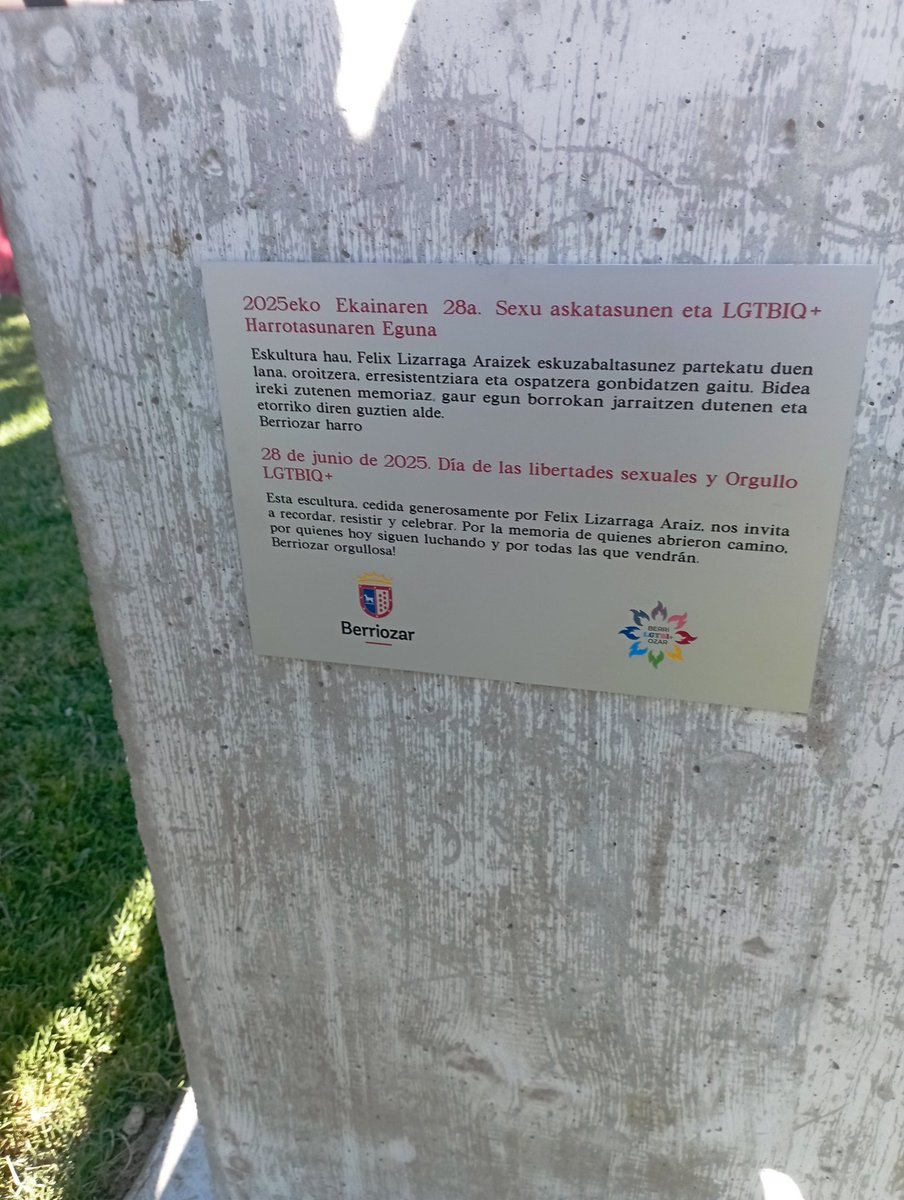 2025eko Ekainaren 28a. Sexu askatasunen eta LGTBIQ+
Harrotasunaren Eguna
Eskultura hau, Felix Lizarraga Araizek eskuzabaltasunez partekatu duen
lana, oroitzera, erresistentziara eta ospatzera gonbidatzen gaitu. Bidea
ireki zutenen memoriaz, gaur egun borrokan jarraitzen dutenen eta
etorriko diren guztien alde.
Berriozar harro
28 de junio de 2025. Día de las libertades sexuales y Orgullo
LGTBIQ+
Esta escultura, cedida generosamente por Felix Lizarraga Araiz, nos invita
a recordar, resistir y celebrar. Por la memoria de quienes abrieron camino,
por quienes hoy siguen luchando y por todas las que vendrán.
Berriozar orgullosa!
Berriozar
BERRI
LGTBI+
OZAR